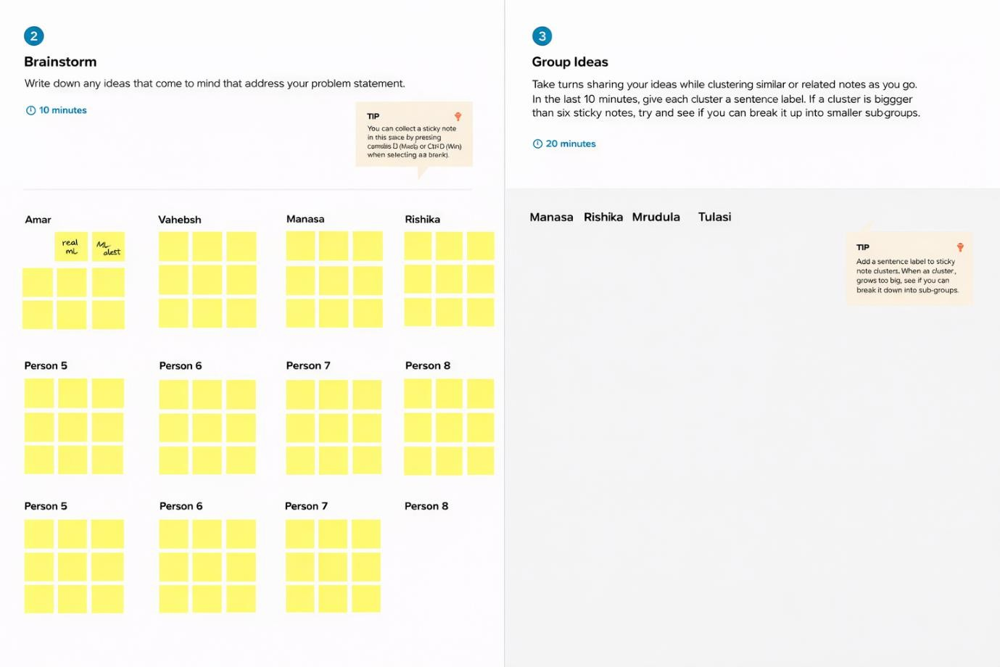 2
Brainstorm
Write down any ideas that come to mind that address your problem statement.
10 minutes
TIP
You can collect a sticky note
in this by pressing
D or (Win)
when selecting
Amar
Vahebsh
Manasa
Rishika
real
mL
ML
alest
Person 5
Person 6
Person 7
Person 8
Person 5
Person 6
Person 7
Person 8
3
Group Ideas
Take turns sharing your ideas while clustering similar or related notes as you go.
In the last 10 minutes, give each cluster a sentence label. If a cluster is biggger
than six sticky notes, try and see if you can break it up into smaller subgroups.
20 minutes
Manasa Rishika Mrudula Tulasi
TIP
Add a sentence label to sticky
note clusters. When aa cluster,
grows too big, see if you can
break it down into sub-groups.